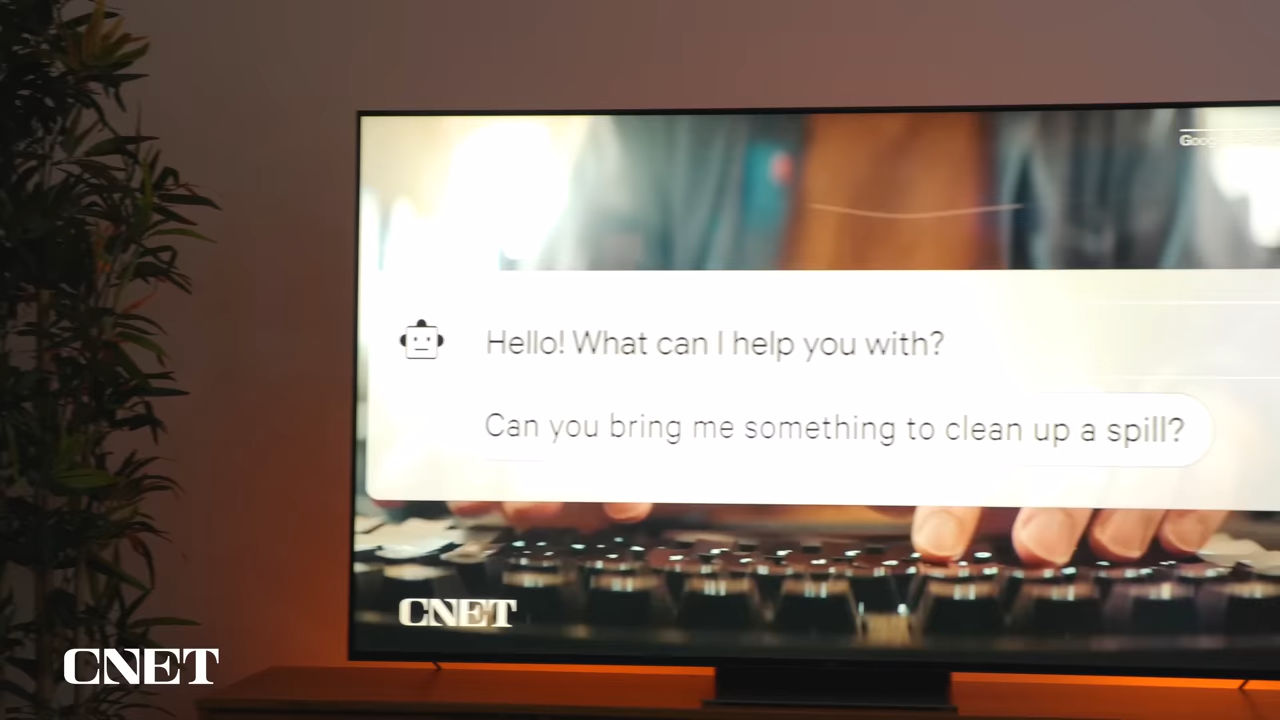 Hello! What can I help you with?
Can you bring me something to clean up a spill?
CNET
CNET